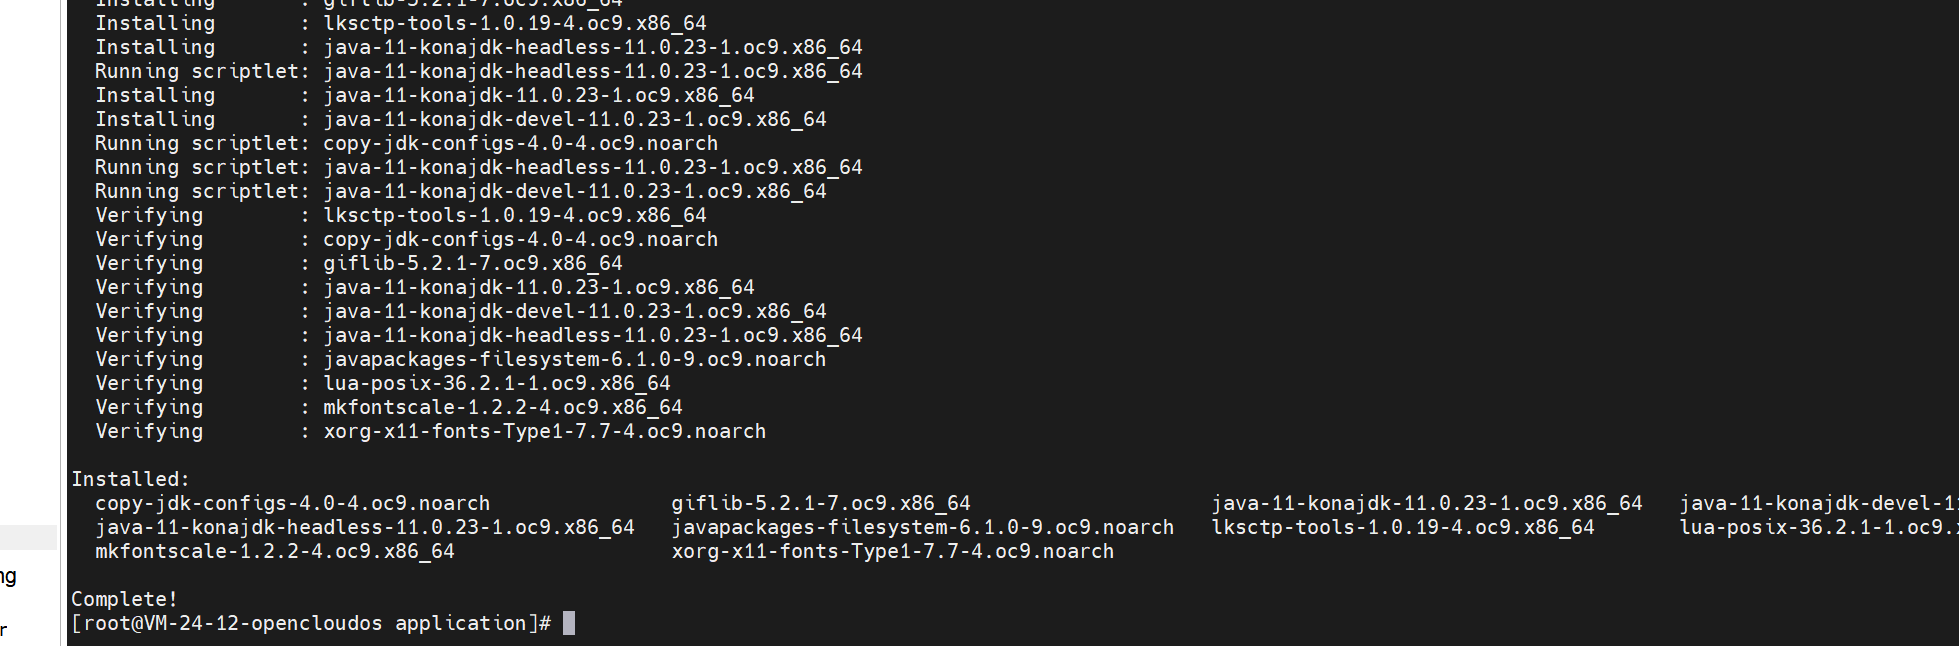 Installing       : giflib-5.2.1-7.oc9.x86_64
Installing       : lksctp-tools-1.0.19-4.oc9.x86_64
Installing       : java-11-konajdk-headless-11.0.23-1.oc9.x86_64
Running scriptlet: java-11-konajdk-headless-11.0.23-1.oc9.x86_64
Installing       : java-11-konajdk-11.0.23-1.oc9.x86_64
Installing       : java-11-konajdk-devel-11.0.23-1.oc9.x86_64
Running scriptlet: copy-jdk-configs-4.0-4.oc9.noarch
Running scriptlet: java-11-konajdk-headless-11.0.23-1.oc9.x86_64
Running scriptlet: java-11-konajdk-devel-11.0.23-1.oc9.x86_64
Verifying        : lksctp-tools-1.0.19-4.oc9.x86_64
Verifying        : copy-jdk-configs-4.0-4.oc9.noarch
Verifying        : giflib-5.2.1-7.oc9.x86_64
Verifying        : java-11-konajdk-11.0.23-1.oc9.x86_64
Verifying        : java-11-konajdk-devel-11.0.23-1.oc9.x86_64
Verifying        : java-11-konajdk-headless-11.0.23-1.oc9.x86_64
Verifying        : javapackages-filesystem-6.1.0-9.oc9.noarch
Verifying        : lua-posix-36.2.1-1.oc9.x86_64
Verifying        : mkfontscale-1.2.2-4.oc9.x86_64
Verifying        : xorg-x11-fonts-Type1-7.7-4.oc9.noarch
Installed:
copy-jdk-configs-4.0-4.oc9.noarch giflib-5.2.1-7.oc9.x86_64 java-11-konajdk-11.0.23-1.oc9.x86_64 java-11-konajdk-devel-1
java-11-konajdk-headless-11.0.23-1.oc9.x86_64 javapackages-filesystem-6.1.0-9.oc9.noarch lksctp-tools-1.0.19-4.oc9.x86_64 lua-posix-36.2.1-1.oc9.
mkfontscale-1.2.2-4.oc9.x86_64 xorg-x11-fonts-Type1-7.7-4.oc9.noarch
ng
Complete!
[root@VM-24-12-opencloudos application]#
r